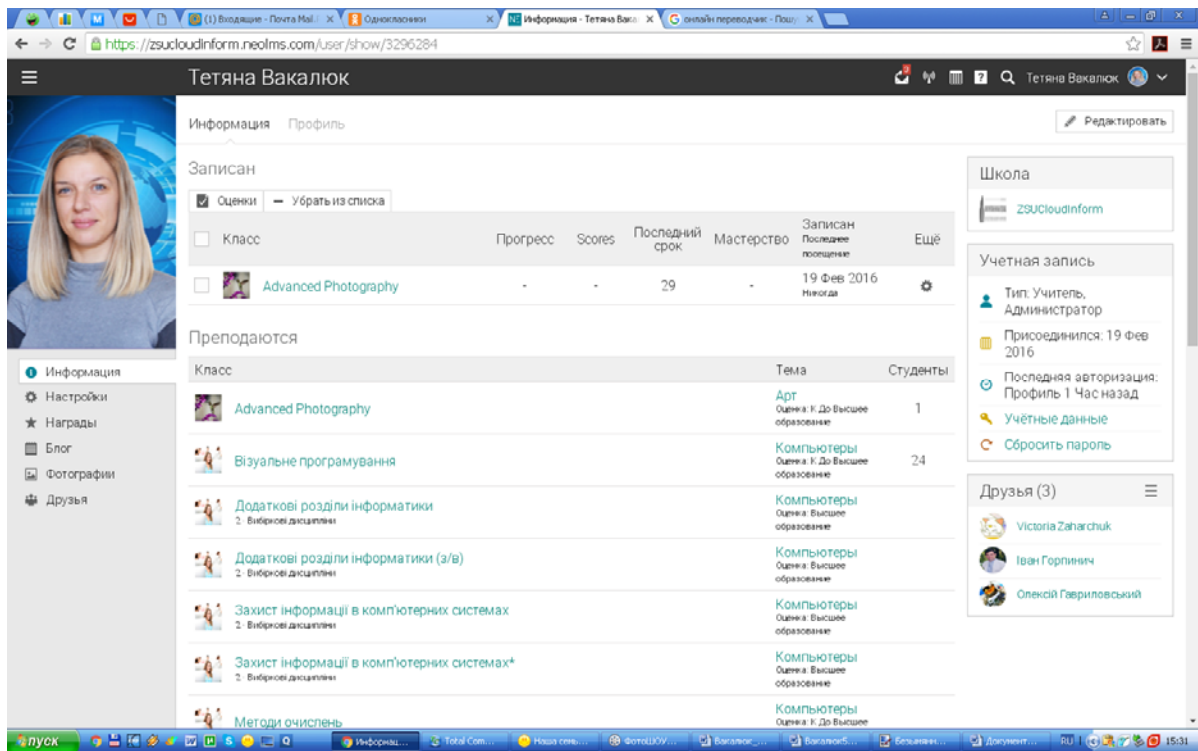 (1) Входящие - Почта Mail.
Одноклассники
Информация - Тетяна Вака
онлайн переводчик - Пош
https://zsucloudinform.neolms.com/user/show/3296284
Тетяна Вакалюк
Тетяна Вакалюк
Информация Профиль
Редактировать
Записан
Оценки
Убрать из списка
Класс Прогресс Scores Последний срок Мастерство Записан Последнее посещение Ещё
Advanced Photography - - 29 - 19 Фев 2016 Никогда
Преподаются
Класс Тема Студенты
Advanced Photography Арт 1
Оценка: К До Высшее образование
Візуальне програмування Компьютеры 24
Оценка: К До Высшее образование
Додаткові розділи інформатики Компьютеры
2 - Вибіркові дисципліни Оценка: Высшее образование
Додаткові розділи інформатики (з/в) Компьютеры
2 - Вибіркові дисципліни Оценка: Высшее образование
Захист інформації в комп'ютерних системах Компьютеры
2 - Вибіркові дисципліни Оценка: Высшее образование
Захист інформації в комп'ютерних системах* Компьютеры
2 - Вибіркові дисципліни Оценка: Высшее образование
Методи очислень Компьютеры
Оценка: К До Высшее
Информация
Настройки
Награды
Блог
Фотографии
Друзья
Школа
ZSUCloudInform
Учетная запись
Тип: Учитель,
Администратор
Присоединился: 19 Фев
2016
Последняя авторизация:
Профиль 1 Час назад
Учётные данные
Сбросить пароль
Друзья (3)
Victoria Zaharchuk
Іван Горпинич
Олексій Гавриловський
пуск
Информац...
Total Com...
Наша семь...
ФотоШОУ...
Вакалюк_...
Вакалюк5...
Безымянн...
Документ...
RU
15:31